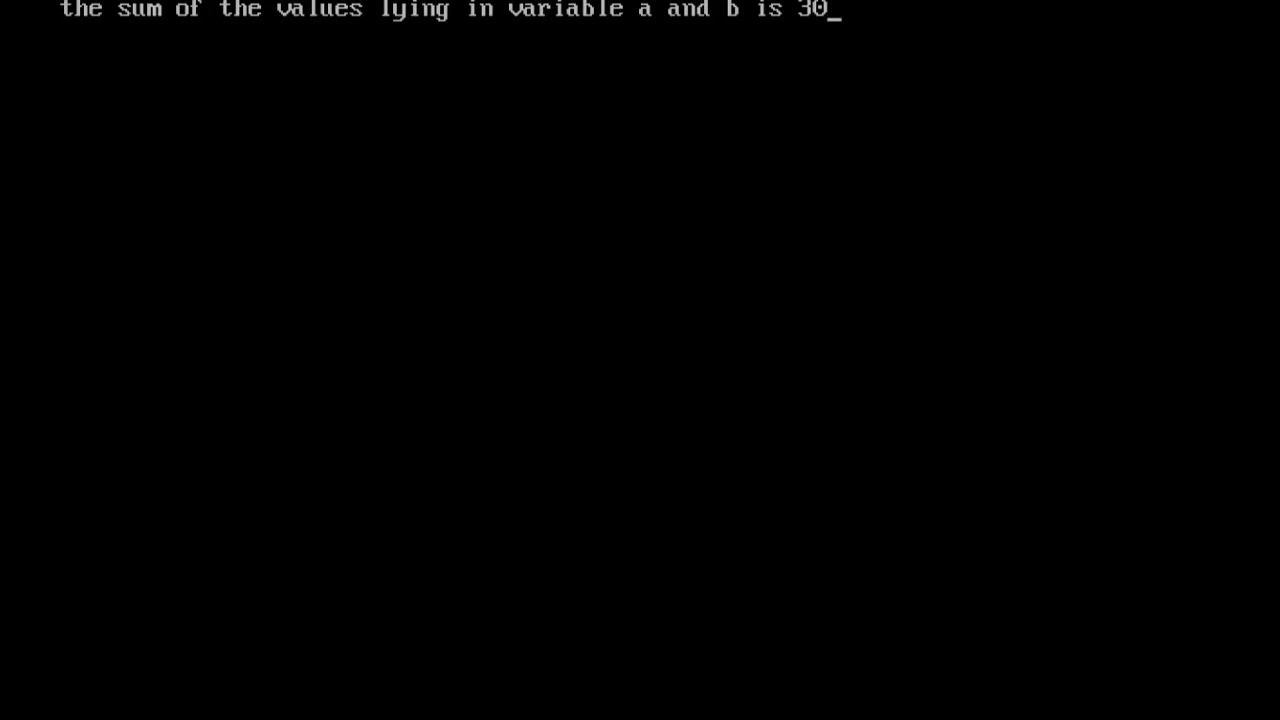 the sum of the values lying in variable a and b is 30_